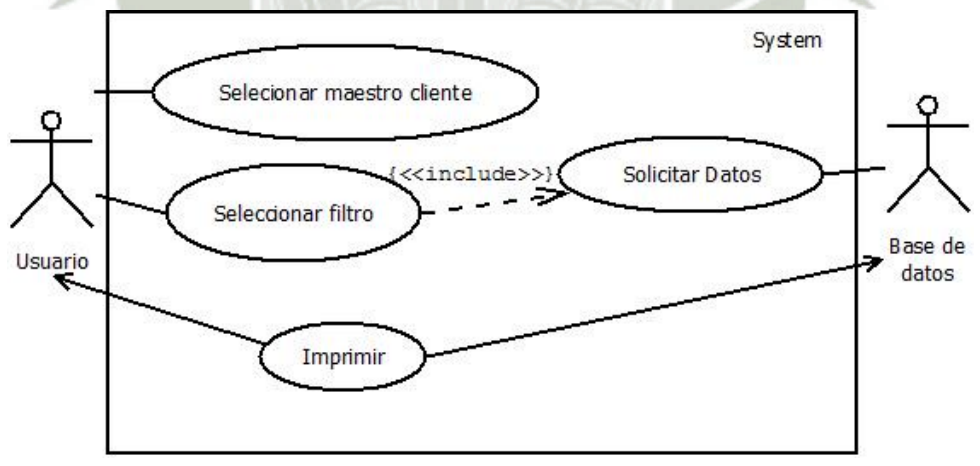 System
Selecionar maestro cliente
{<<include>>}
Solicitar Datos
Seleccionar filtro
Usuario
Base de
datos
Imprimir